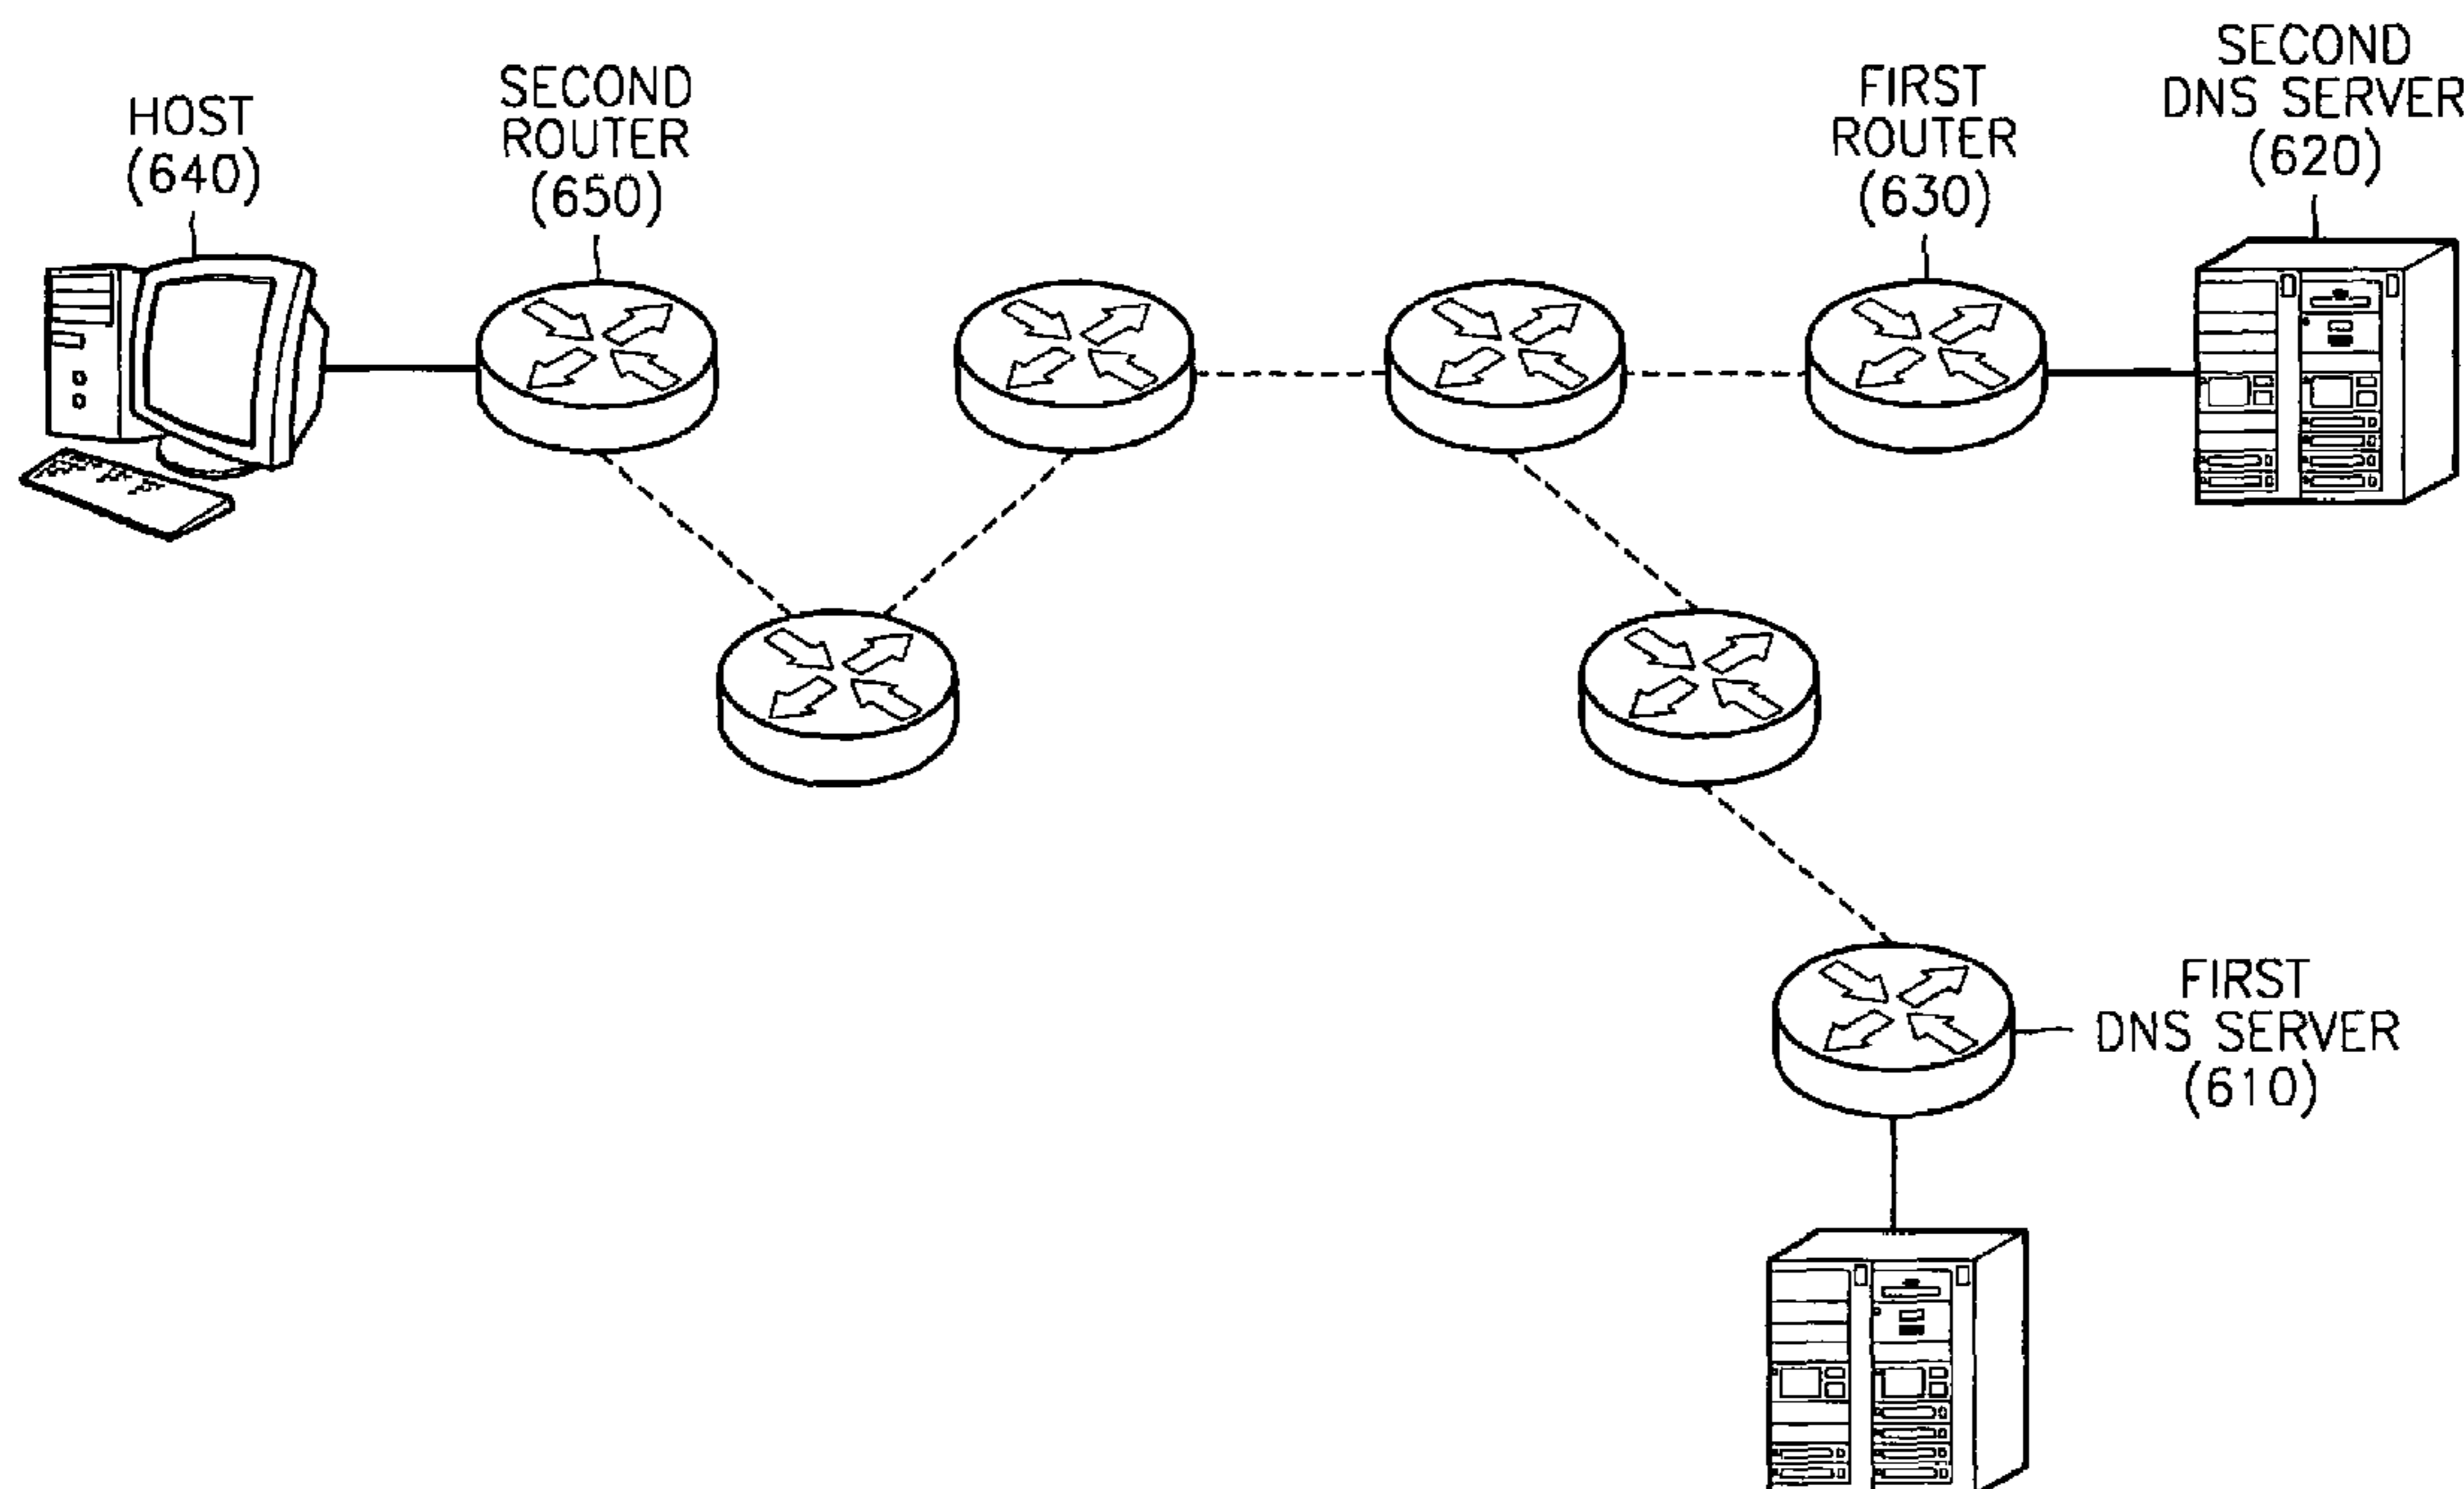 HOST
(640)
SECOND
ROUTER
(650)
FIRST
ROUTER
(630)
SECOND
DNS SERVER
(620)
FIRST
DNS SERVER
(610)